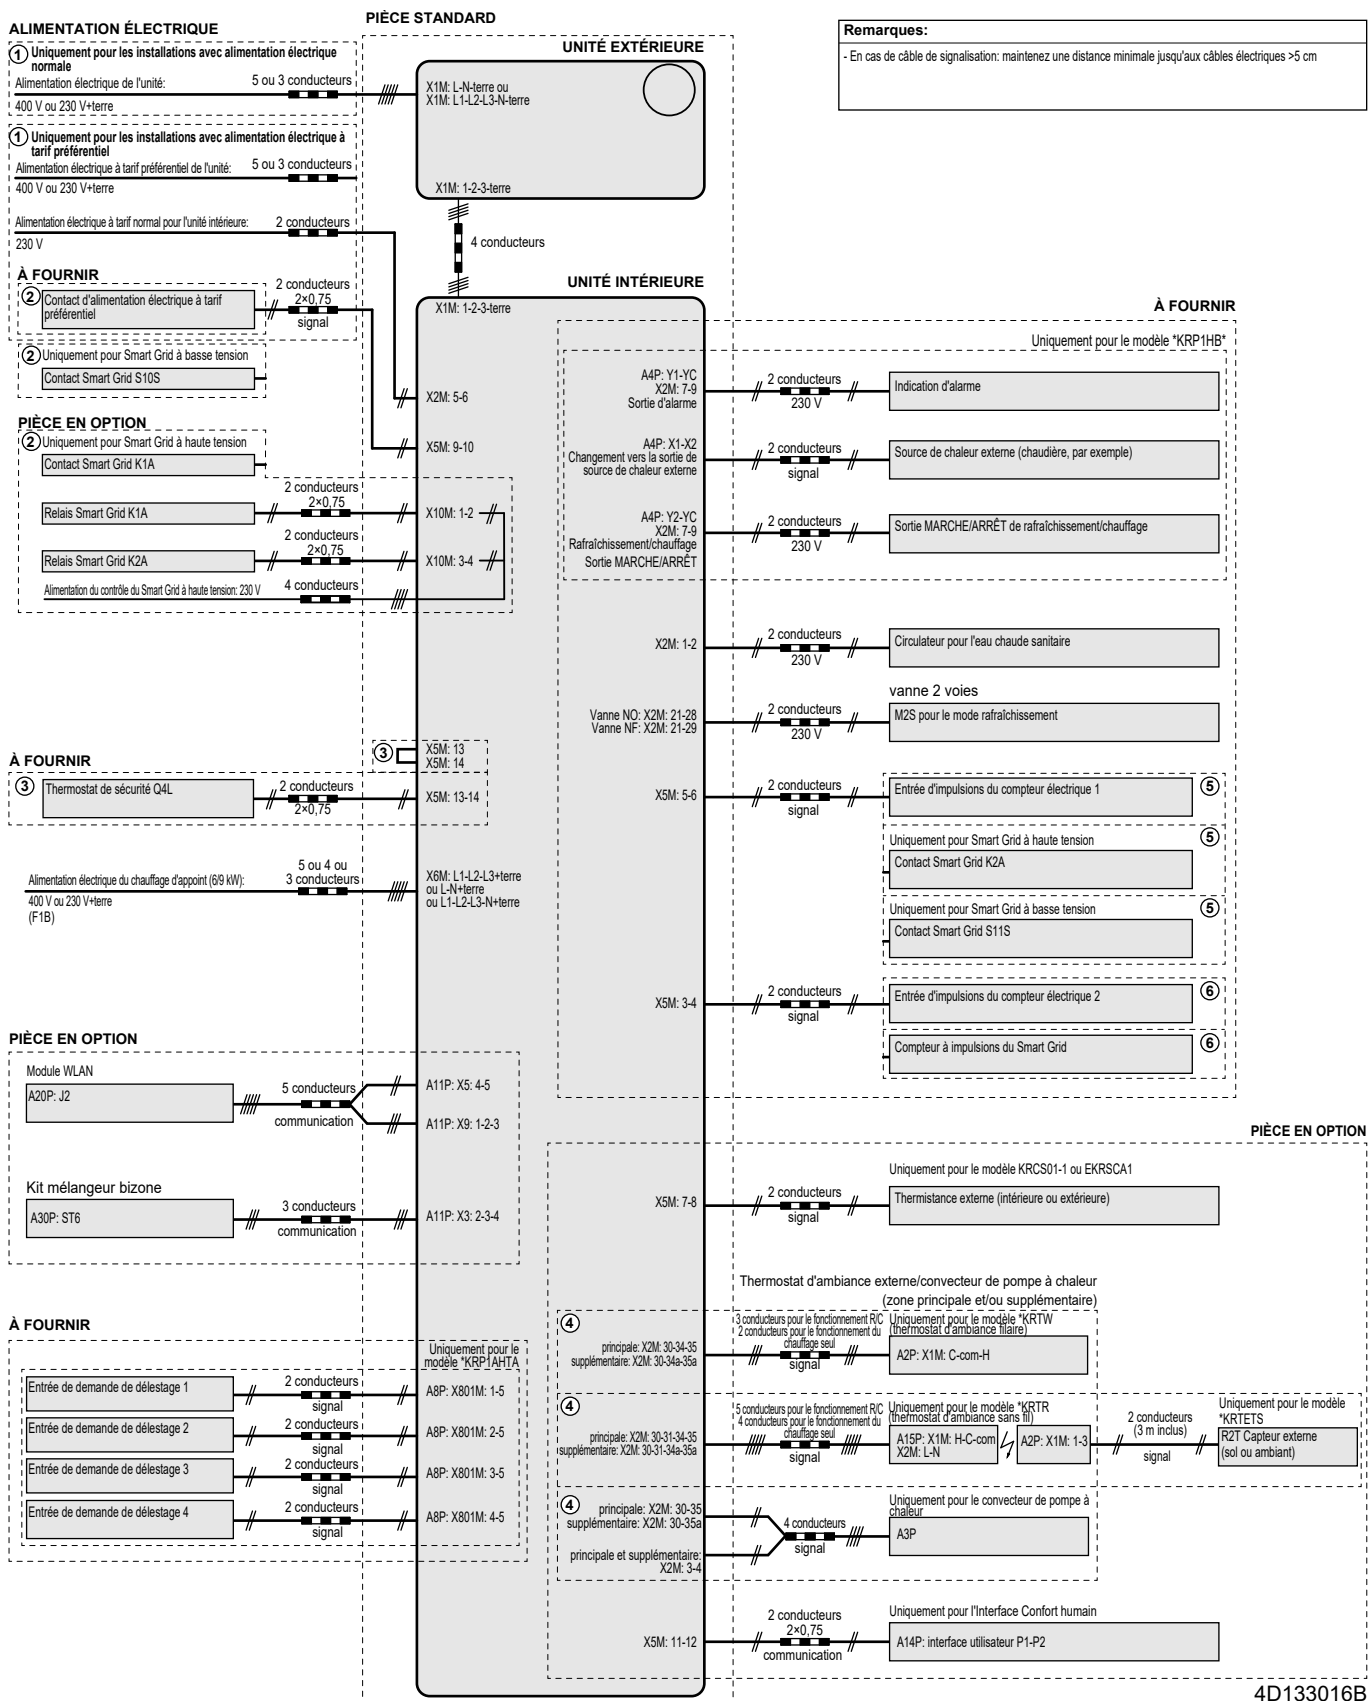 ALIMENTATION ÉLECTRIQUE
1 Uniquement pour les installations avec alimentation électrique
normale
Alimentation électrique de l'unité:
5 ou 3 conducteurs
400 V ou 230 V+terre
1 Uniquement pour les installations avec alimentation électrique à
tarif préférentiel
Alimentation électrique à tarif préférentiel de l'unité:
5 ou 3 conducteurs
400 V ou 230 V+terre
Alimentation électrique à tarif normal pour l'unité intérieure:
2 conducteurs
230 V
À FOURNIR
2 Contact d'alimentation électrique à tarif
préférentiel
2 conducteurs
2×0,75
signal
2 Uniquement pour Smart Grid à basse tension
Contact Smart Grid S10S
PIÈCE EN OPTION
2 Uniquement pour Smart Grid à haute tension
Contact Smart Grid K1A
Relais Smart Grid K1A
2 conducteurs
2×0,75
Relais Smart Grid K2A
2 conducteurs
2×0,75
Alimentation du contrôle du Smart Grid à haute tension: 230 V
4 conducteurs
À FOURNIR
3 Thermostat de sécurité Q4L
2 conducteurs
2×0,75
Alimentation électrique du chauffage d'appoint (6/9 kW):
5 ou 4 ou
3 conducteurs
400 V ou 230 V+terre
(F1B)
PIÈCE EN OPTION
Module WLAN
A20P: J2
5 conducteurs
communication
Kit mélangeur bizone
A30P: ST6
3 conducteurs
communication
À FOURNIR
Uniquement pour le
modèle *KRP1AHTA
Entrée de demande de délestage 1
2 conducteurs
signal
A8P: X801M: 1-5
Entrée de demande de délestage 2
2 conducteurs
signal
A8P: X801M: 2-5
Entrée de demande de délestage 3
2 conducteurs
signal
A8P: X801M: 3-5
Entrée de demande de délestage 4
2 conducteurs
signal
A8P: X801M: 4-5
PIÈCE STANDARD
UNITÉ EXTÉRIEURE
X1M: L-N-terre ou
X1M: L1-L2-L3-N-terre
X1M: 1-2-3-terre
4 conducteurs
UNITÉ INTÉRIEURE
X1M: 1-2-3-terre
X2M: 5-6
X5M: 9-10
X10M: 1-2
X10M: 3-4
3
X5M: 13
X5M: 14
X5M: 13-14
X6M: L1-L2-L3+terre
ou L-N+terre
ou L1-L2-L3-N+terre
A11P: X5: 4-5
A11P: X9: 1-2-3
A11P: X3: 2-3-4
Remarques:
- En cas de câble de signalisation: maintenez une distance minimale jusqu'aux câbles électriques >5 cm
À FOURNIR
Uniquement pour le modèle *KRP1HB*
A4P: Y1-YC
X2M: 7-9
Sortie d'alarme
2 conducteurs
230 V
Indication d'alarme
A4P: X1-X2
Changement vers la sortie de
source de chaleur externe
2 conducteurs
signal
Source de chaleur externe (chaudière, par exemple)
A4P: Y2-YC
X2M: 7-9
Rafraîchissement/chauffage
Sortie MARCHE/ARRÊT
2 conducteurs
230 V
Sortie MARCHE/ARRÊT de rafraîchissement/chauffage
X2M: 1-2
2 conducteurs
230 V
Circulateur pour l'eau chaude sanitaire
vanne 2 voies
Vanne NO: X2M: 21-28
Vanne NF: X2M: 21-29
2 conducteurs
230 V
M2S pour le mode rafraîchissement
X5M: 5-6
2 conducteurs
signal
Entrée d'impulsions du compteur électrique 1
5
Uniquement pour Smart Grid à haute tension
5
Contact Smart Grid K2A
Uniquement pour Smart Grid à basse tension
5
Contact Smart Grid S11S
X5M: 3-4
2 conducteurs
signal
Entrée d'impulsions du compteur électrique 2
6
Compteur à impulsions du Smart Grid
6
PIÈCE EN OPTION
Uniquement pour le modèle KRCS01-1 ou EKRSCA1
X5M: 7-8
2 conducteurs
signal
Thermistance externe (intérieure ou extérieure)
Thermostat d'ambiance externe/convecteur de pompe à chaleur
(zone principale et/ou supplémentaire)
4
principale: X2M: 30-34-35
supplémentaire: X2M: 30-34a-35a
3 conducteurs pour le fonctionnement R/C
2 conducteurs pour le fonctionnement du
chauffage seul
signal
Uniquement pour le modèle *KRTW
(thermostat d'ambiance filaire)
A2P: X1M: C-com-H
4
principale: X2M: 30-31-34-35
supplémentaire: X2M: 30-31-34a-35a
5 conducteurs pour le fonctionnement R/C
4 conducteurs pour le fonctionnement du
chauffage seul
signal
Uniquement pour le modèle *KRTR
(thermostat d'ambiance sans fil)
A15P: X1M: H-C-com
X2M: L-N
A2P: X1M: 1-3
2 conducteurs
(3 m inclus)
signal
Uniquement pour le modèle
*KRTETS
R2T Capteur externe
(sol ou ambiant)
4
principale: X2M: 30-35
supplémentaire: X2M: 30-35a
principale et supplémentaire:
X2M: 3-4
4 conducteurs
signal
Uniquement pour le convecteur de pompe à
chaleur
A3P
X5M: 11-12
2 conducteurs
2×0,75
communication
Uniquement pour l'Interface Confort humain
A14P: interface utilisateur P1-P2
4D133016B